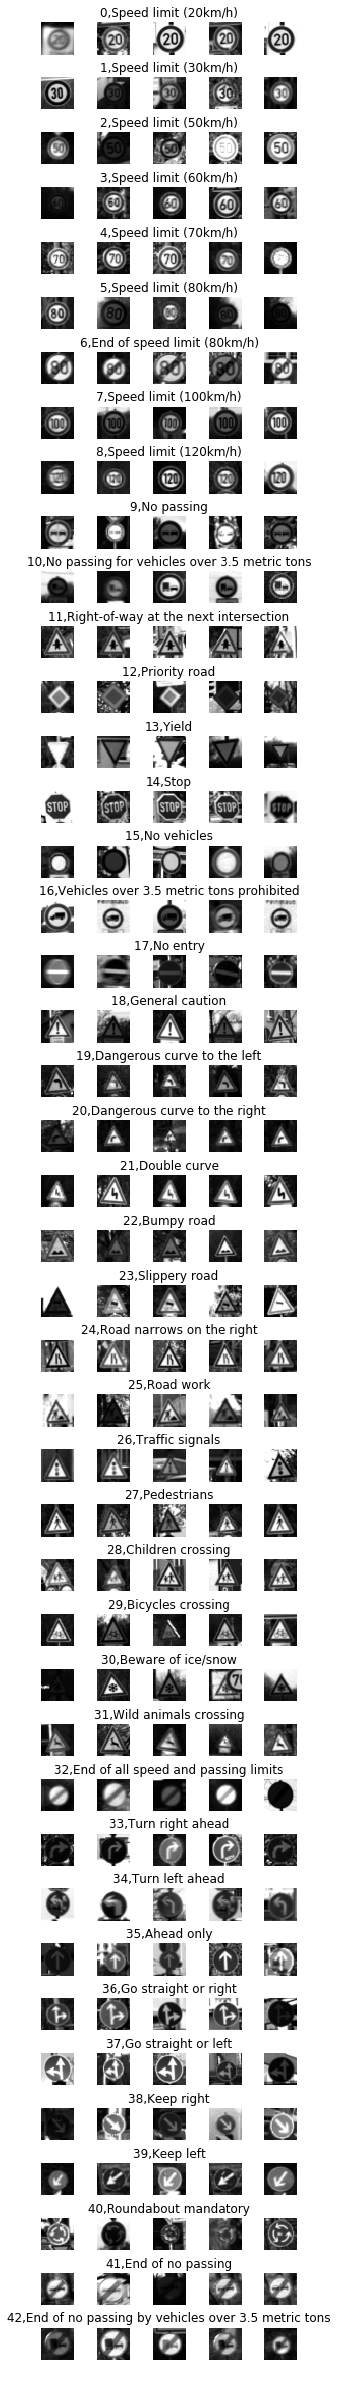 0,Speed limit (20km/h)
20 20 20 20
1,Speed limit (30km/h)
30 30 30 30 30
2,Speed limit (50km/h)
50 50 50 50 50
3,Speed limit (60km/h)
60 60 60 60
4,Speed limit (70km/h)
70 70 70 70
5,Speed limit (80km/h)
80 80 80 80
6,End of speed limit (80km/h)
80 80 80 80 80
7,Speed limit (100km/h)
100 100 100 100 100
8,Speed limit (120km/h)
120 120 120 120 120
9,No passing
10,No passing for vehicles over 3.5 metric tons
11,Right-of-way at the next intersection
12,Priority road
13,Yield
14,Stop
STOP STOP STOP STOP STOP
15,No vehicles
16,Vehicles over 3.5 metric tons prohibited
17,No entry
18,General caution
19,Dangerous curve to the left
20,Dangerous curve to the right
21,Double curve
22,Bumpy road
23,Slippery road
24,Road narrows on the right
25,Road work
26,Traffic signals
27,Pedestrians
28,Children crossing
29,Bicycles crossing
30,Beware of ice/snow
31,Wild animals crossing
32,End of all speed and passing limits
33,Turn right ahead
34,Turn left ahead
35,Ahead only
36,Go straight or right
37,Go straight or left
38,Keep right
39,Keep left
40,Roundabout mandatory
41,End of no passing
42,End of no passing by vehicles over 3.5 metric tons